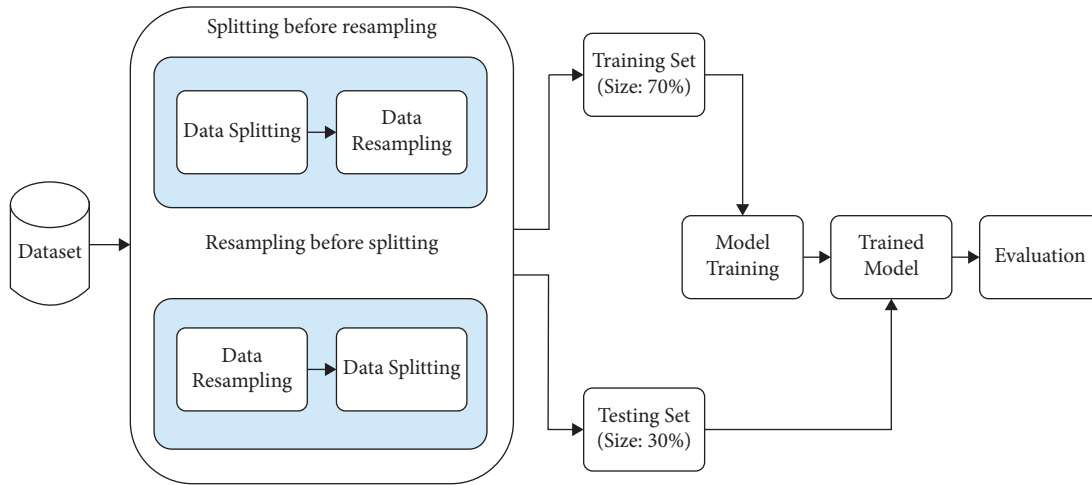 Dataset
Splitting before resampling
Data Splitting
Data
Resampling
Resampling before splitting
Data
Resampling
Data Splitting
Training Set
(Size: 70%)
Testing Set
(Size: 30%)
Model
Training
Trained
Model
Evaluation